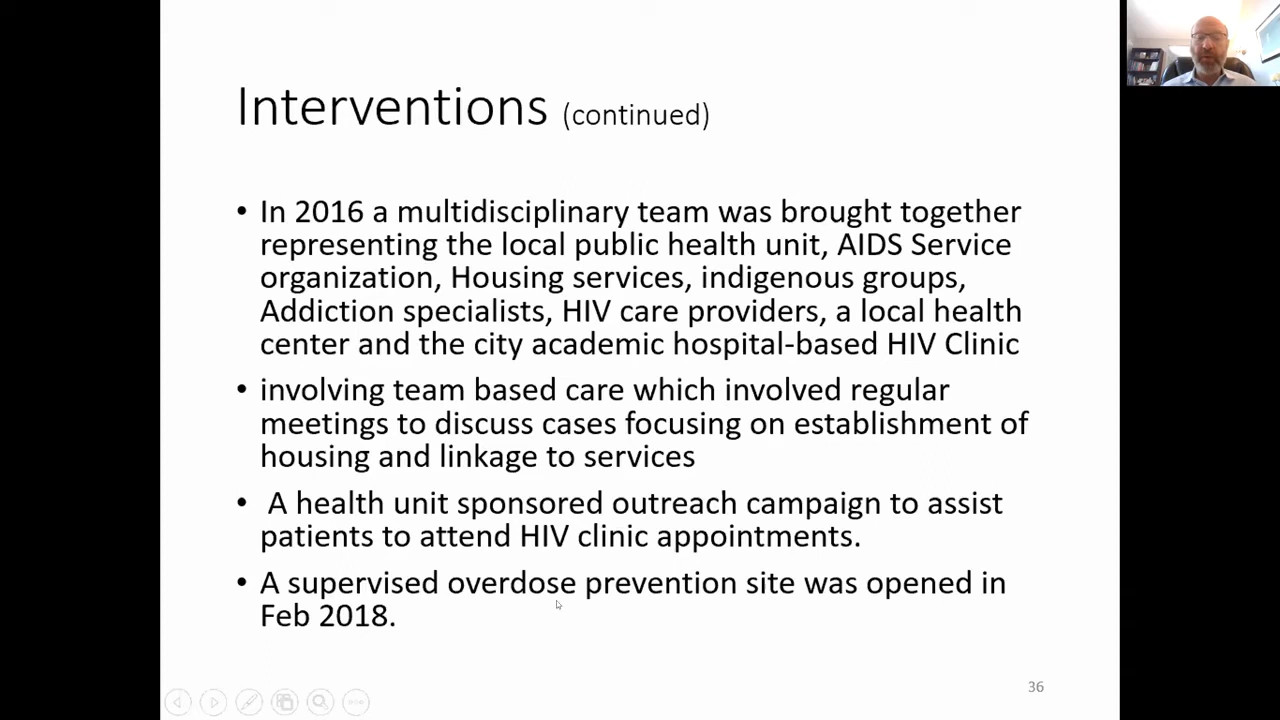 Interventions (continued)
• In 2016 a multidisciplinary team was brought together
representing the local public health unit, AIDS Service
organization, Housing services, indigenous groups,
Addiction specialists, HIV care providers, a local health
center and the city academic hospital-based HIV Clinic
• involving team based care which involved regular
meetings to discuss cases focusing on establishment of
housing and linkage to services
• A health unit sponsored outreach campaign to assist
patients to attend HIV clinic appointments.
• A supervised overdose prevention site was opened in
Feb 2018.
36